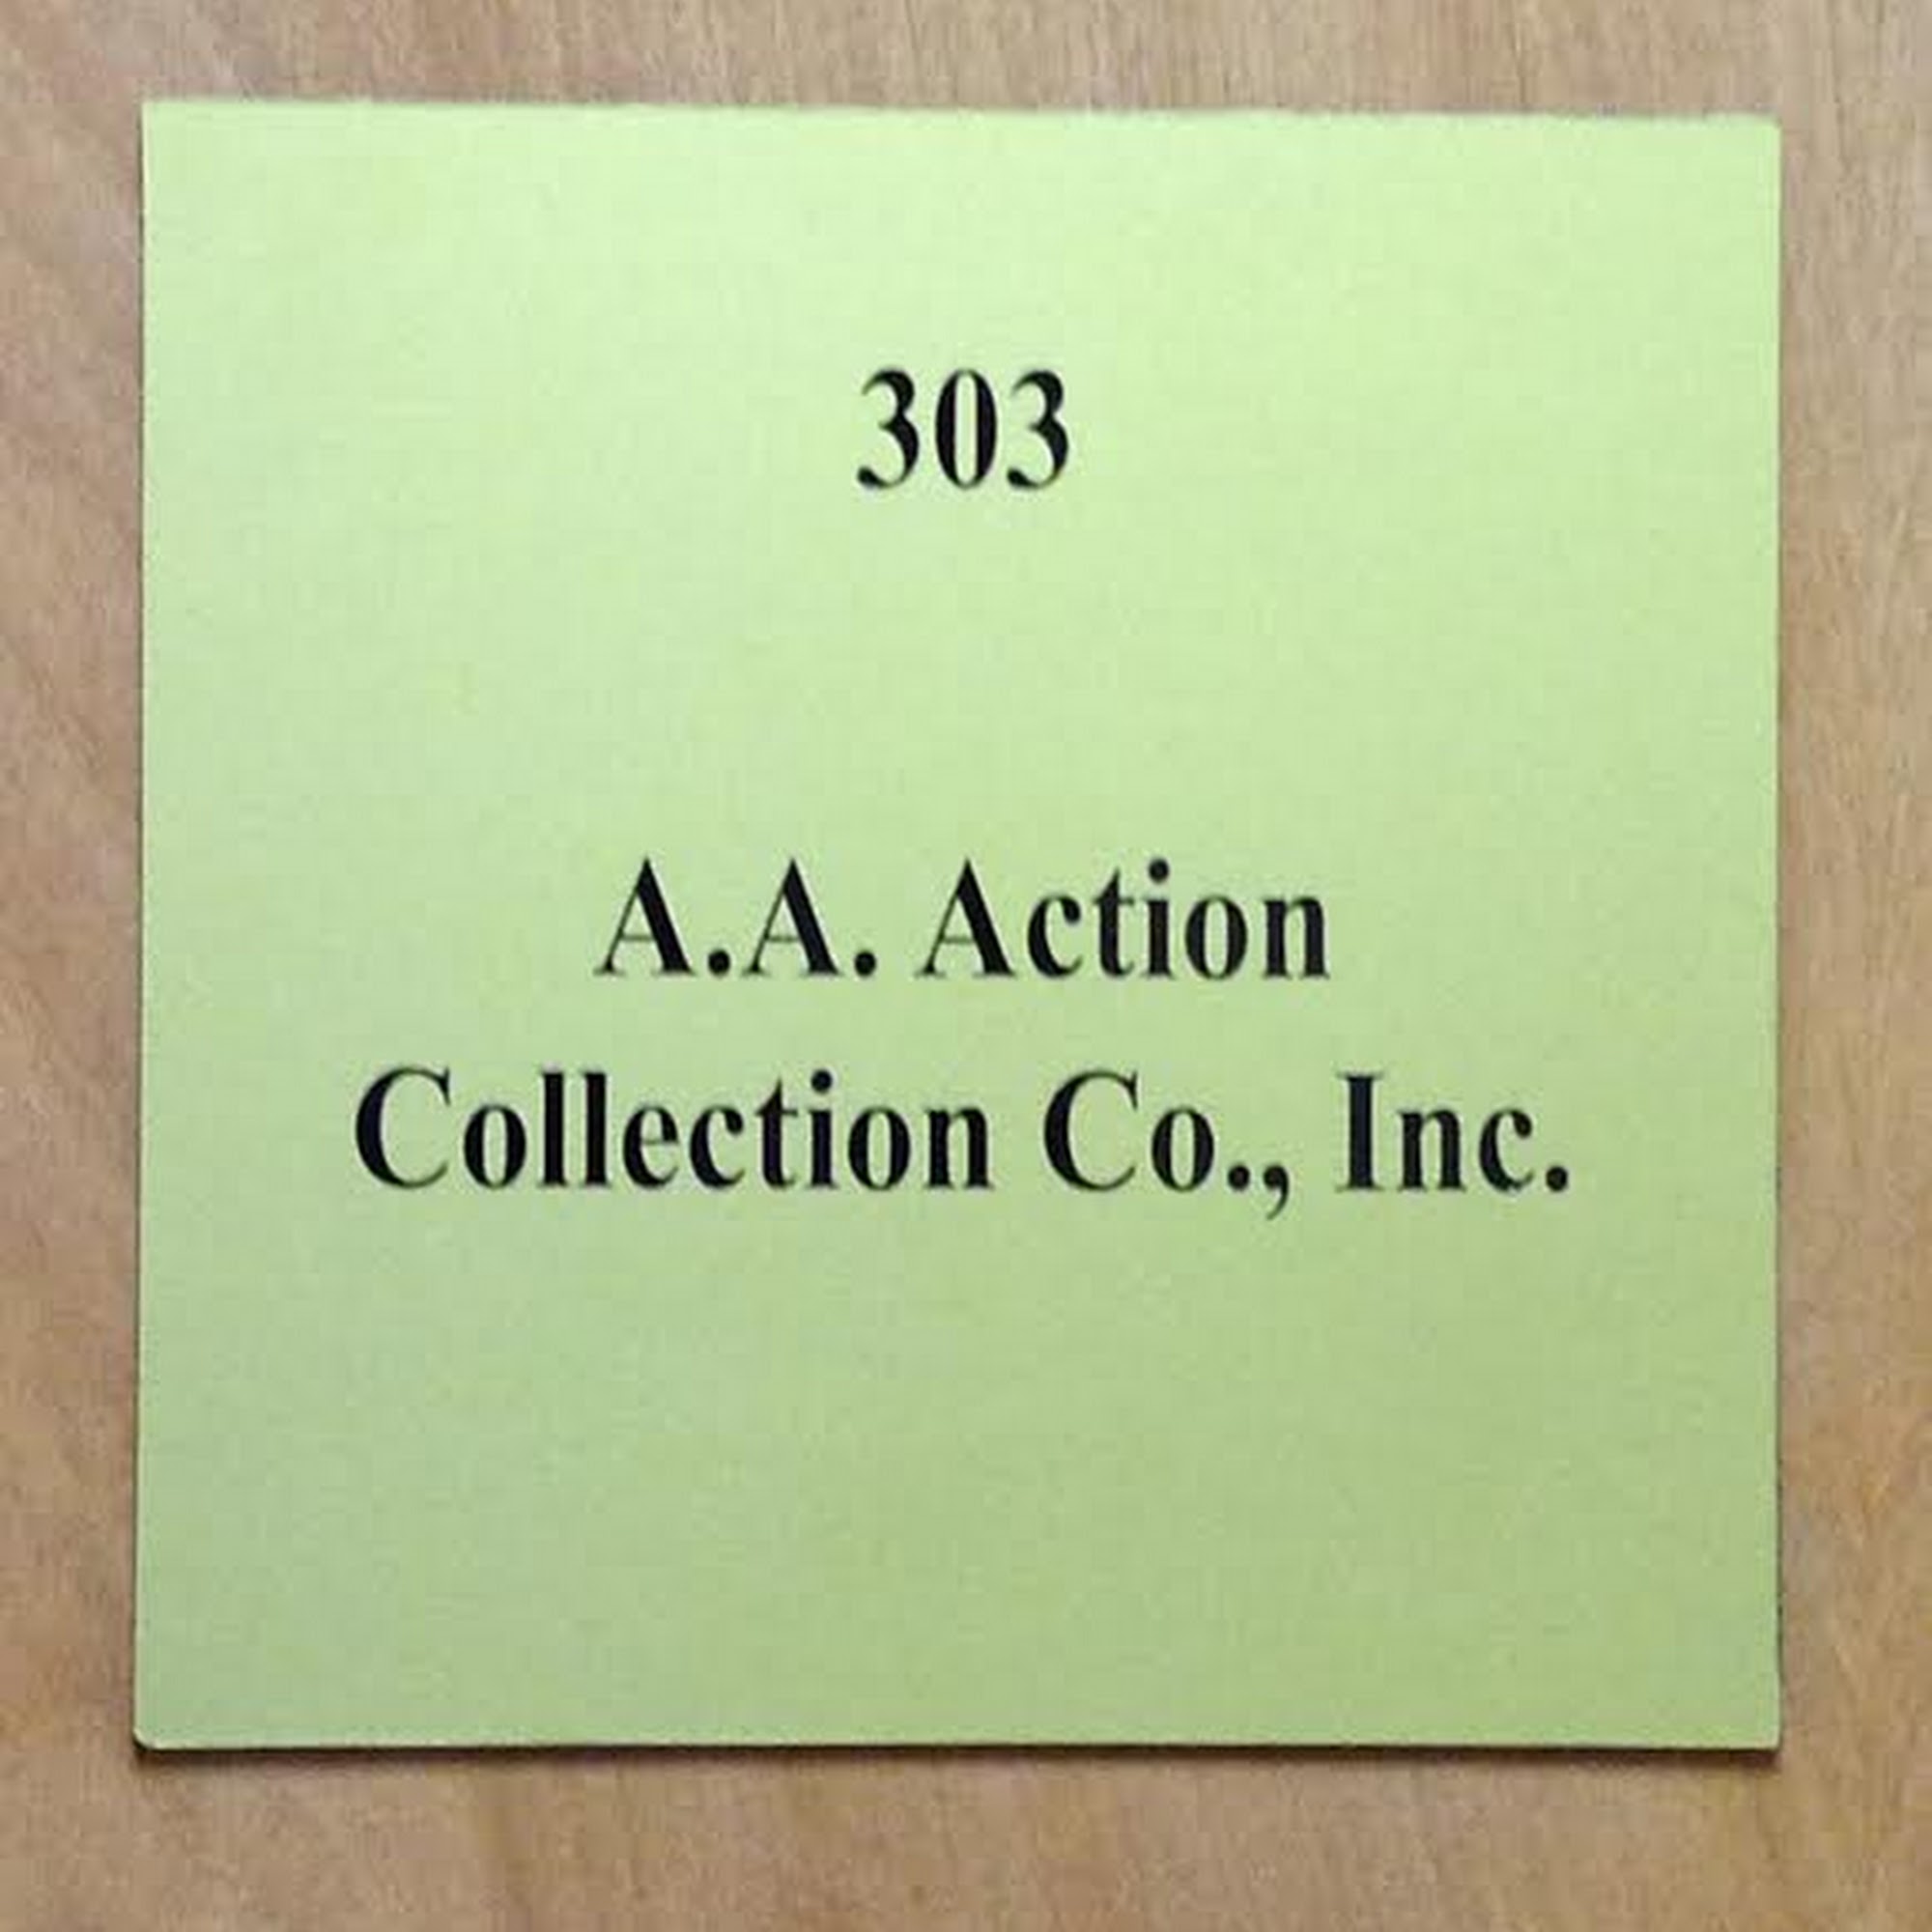 303
A.A. Action
Collection Co., Inc.